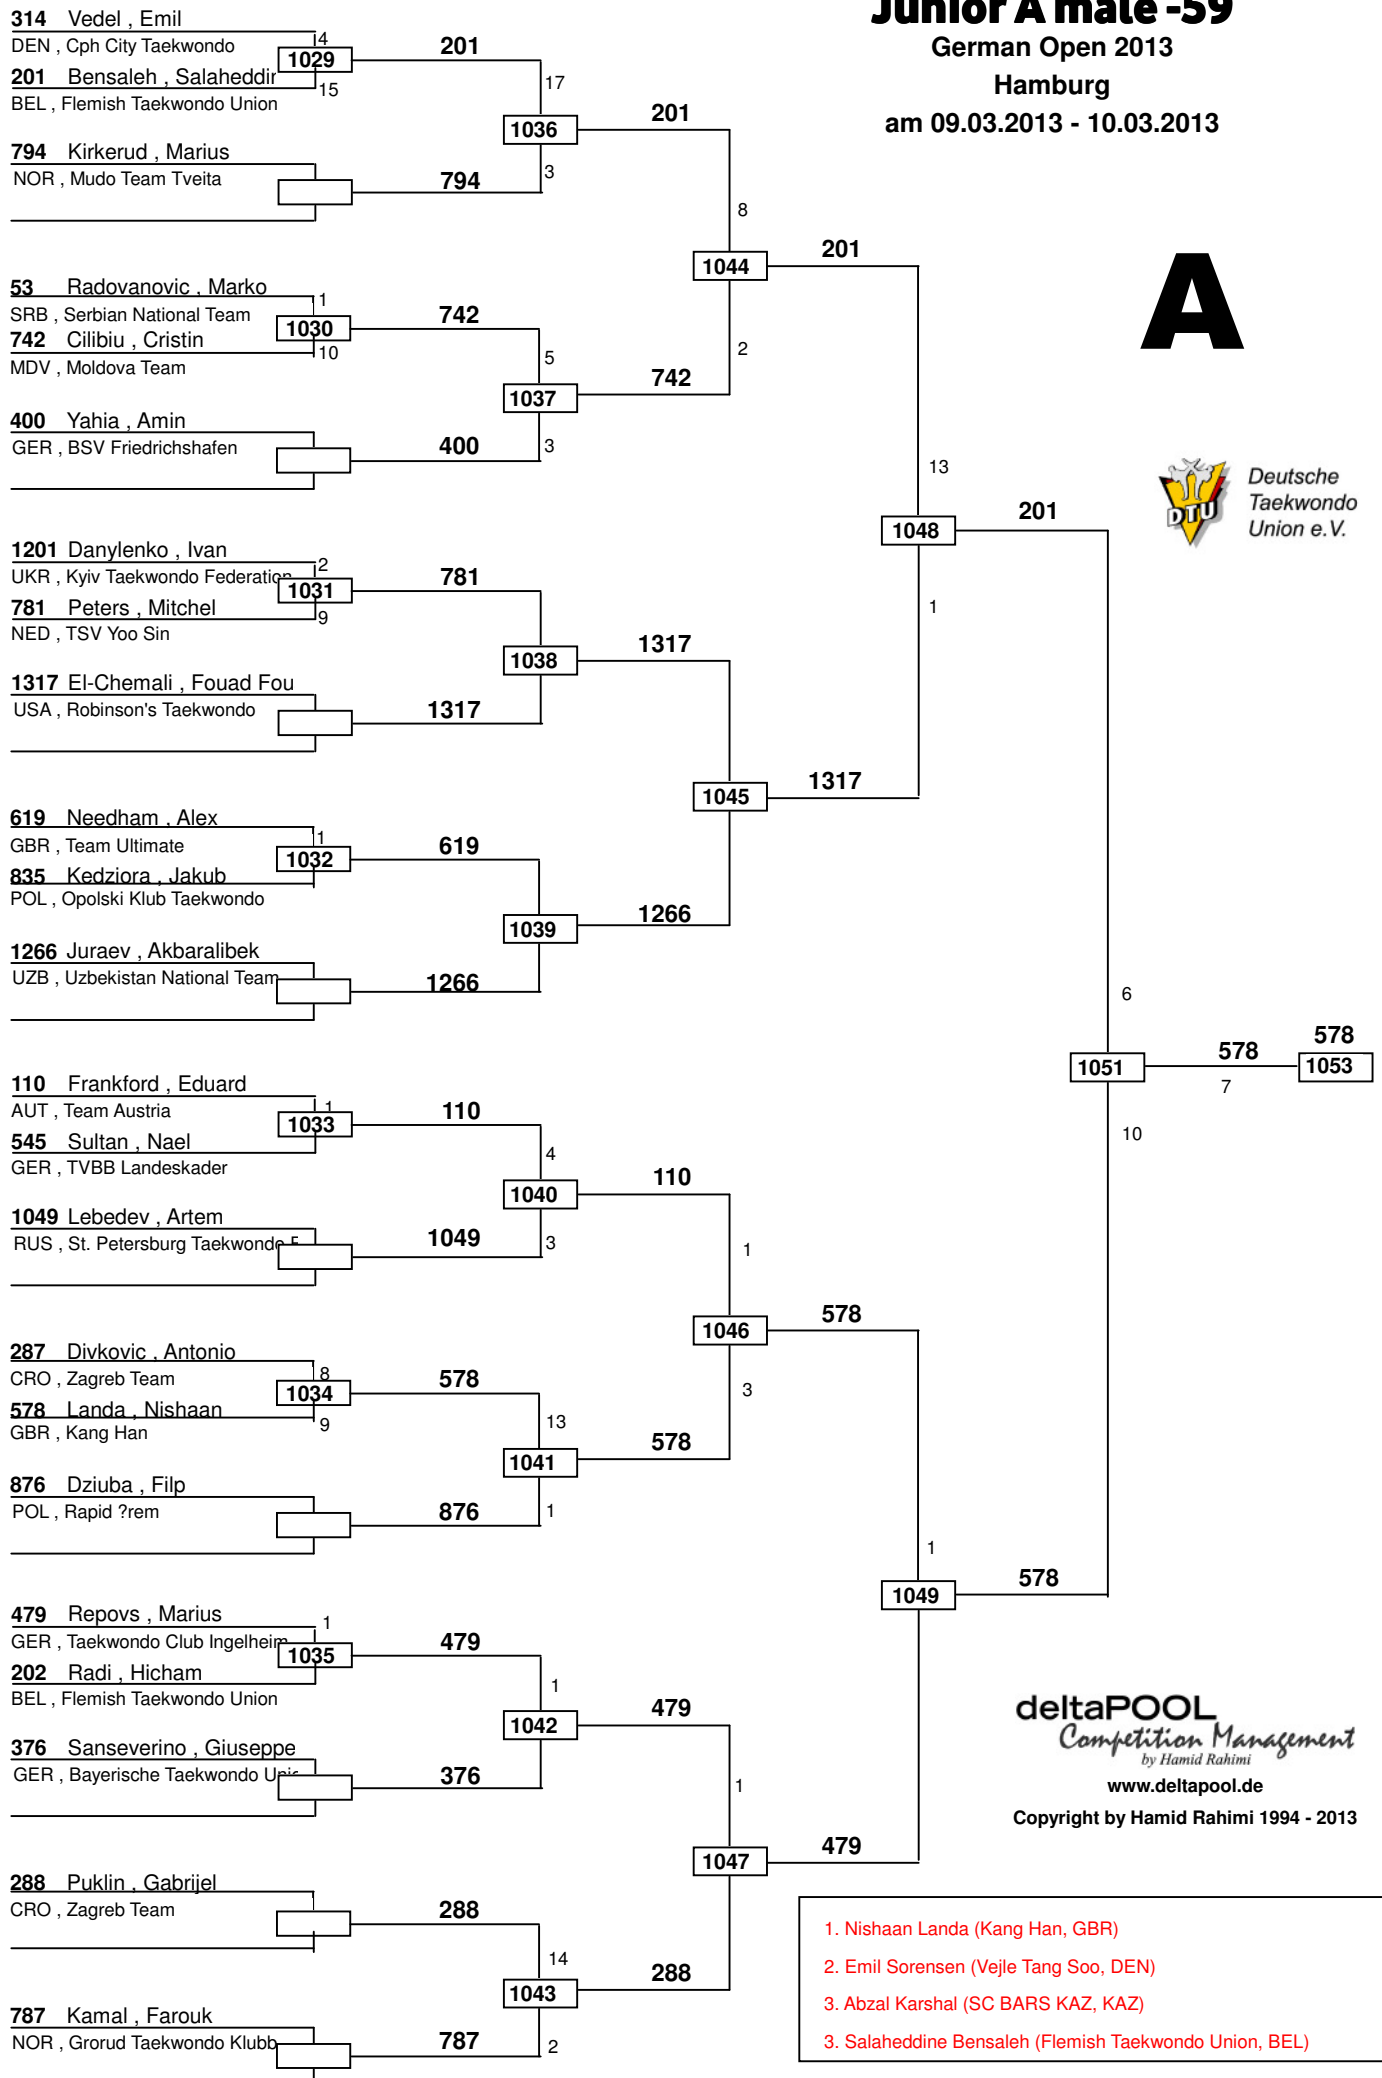 Junior A male -59
German Open 2013
Hamburg
am 09.03.2013 - 10.03.2013
A
Deutsche
Taekwondo
Union e.V.
DTU
314 Vedel , Emil
DEN , Cph City Taekwondo
4
1029
201 Bensaleh , Salaheddir
15
BEL , Flemish Taekwondo Union
201
17
1036
201
794 Kirkerud , Marius
NOR , Mudo Team Tveita
794
3
8
1044
201
53 Radovanovic , Marko
SRB , Serbian National Team
1
1030
742 Cilibiu , Cristin
10
MDV , Moldova Team
742
5
1037
742
2
400 Yahia , Amin
GER , BSV Friedrichshafen
400
3
13
1048
201
1
1201 Danylenko , Ivan
UKR , Kyiv Taekwondo Federation
2
1031
781 Peters , Mitchel
9
NED , TSV Yoo Sin
781
1038
1317
1317 El-Chemali , Fouad Fou
USA , Robinson's Taekwondo
1317
1045
1317
619 Needham , Alex
GBR , Team Ultimate
1
1032
835 Kedziora , Jakub
POL , Opolski Klub Taekwondo
619
1039
1266
1266 Juraev , Akbaralibek
UZB , Uzbekistan National Team
1266
6
1051
578
7
578
1053
10
110 Frankford , Eduard
AUT , Team Austria
1
1033
545 Sultan , Nael
GER , TVBB Landeskader
110
4
1040
110
1049 Lebedev , Artem
RUS , St. Petersburg Taekwondo F
1049
3
1
1046
578
287 Divkovic , Antonio
CRO , Zagreb Team
8
1034
578 Landa , Nishaan
9
GBR , Kang Han
578
13
1041
578
3
876 Dziuba , Filp
POL , Rapid ?rem
876
1
1
1049
578
479 Repovs , Marius
GER , Taekwondo Club Ingelheim
1
1035
202 Radi , Hicham
BEL , Flemish Taekwondo Union
479
1
1042
479
376 Sanseverino , Giuseppe
GER , Bayerische Taekwondo Unic
376
1
1047
479
288 Puklin , Gabrijel
CRO , Zagreb Team
288
14
1043
288
787 Kamal , Farouk
NOR , Grorud Taekwondo Klubb
787
2
deltaPOOL
Competition Management
by Hamid Rahimi
www.deltapool.de
Copyright by Hamid Rahimi 1994 - 2013
1. Nishaan Landa (Kang Han, GBR)
2. Emil Sorensen (Vejle Tang Soo, DEN)
3. Abzal Karshal (SC BARS KAZ, KAZ)
3. Salaheddine Bensaleh (Flemish Taekwondo Union, BEL)